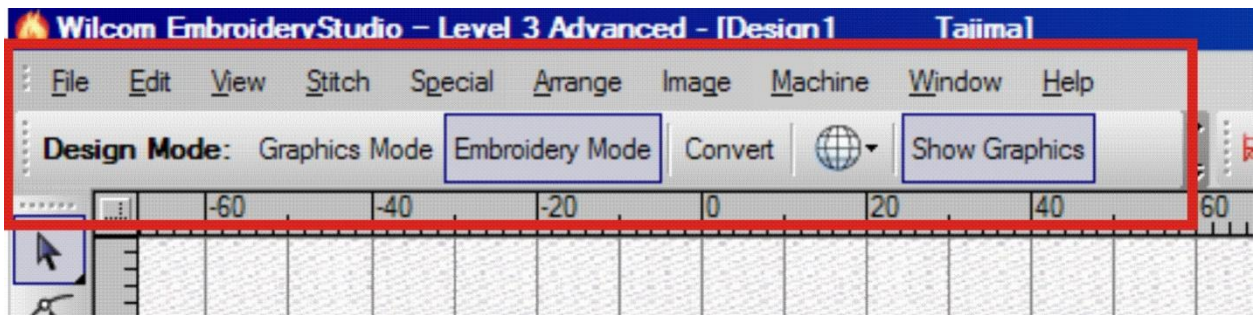 Wilcom EmbroideryStudio – Level 3 Advanced - [Design1 Tajima]
File Edit View Stitch Special Arrange Image Machine Window Help
Design Mode: Graphics Mode Embroidery Mode Convert Show Graphics
-60 -40 -20 0 20 40 60